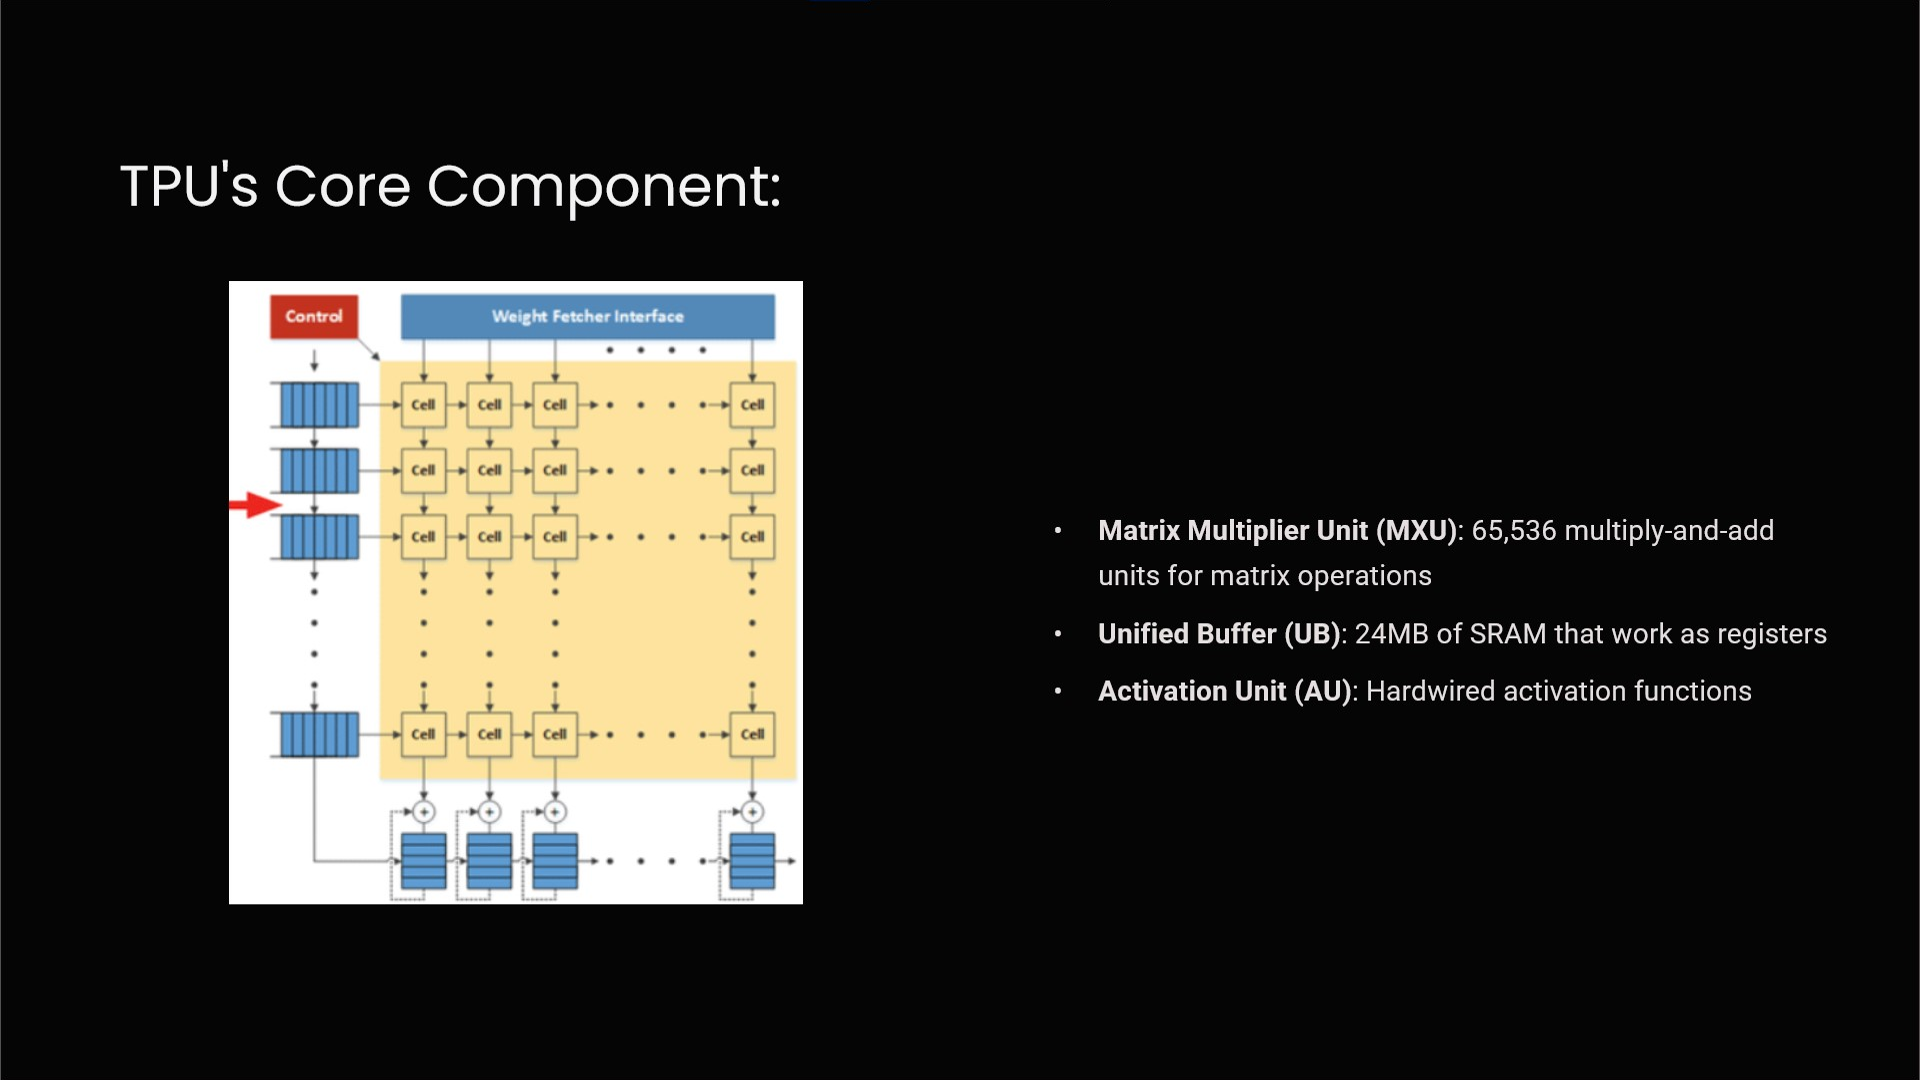 TPU's Core Component:
Control
Weight Fetcher Interface
Cell Cell Cell Cell
Cell Cell Cell Cell
Cell Cell Cell Cell
Cell Cell Cell Cell
+ + + +
• Matrix Multiplier Unit (MXU): 65,536 multiply-and-add
units for matrix operations
• Unified Buffer (UB): 24MB of SRAM that work as registers
• Activation Unit (AU): Hardwired activation functions